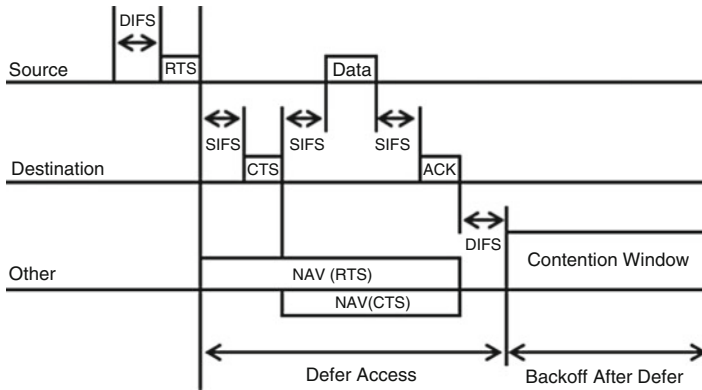 DIFS
Source
RTS
Data
SIFS
SIFS
SIFS
Destination
CTS
ACK
DIFS
Contention Window
Other
NAV (RTS)
NAV(CTS)
Defer Access
Backoff After Defer